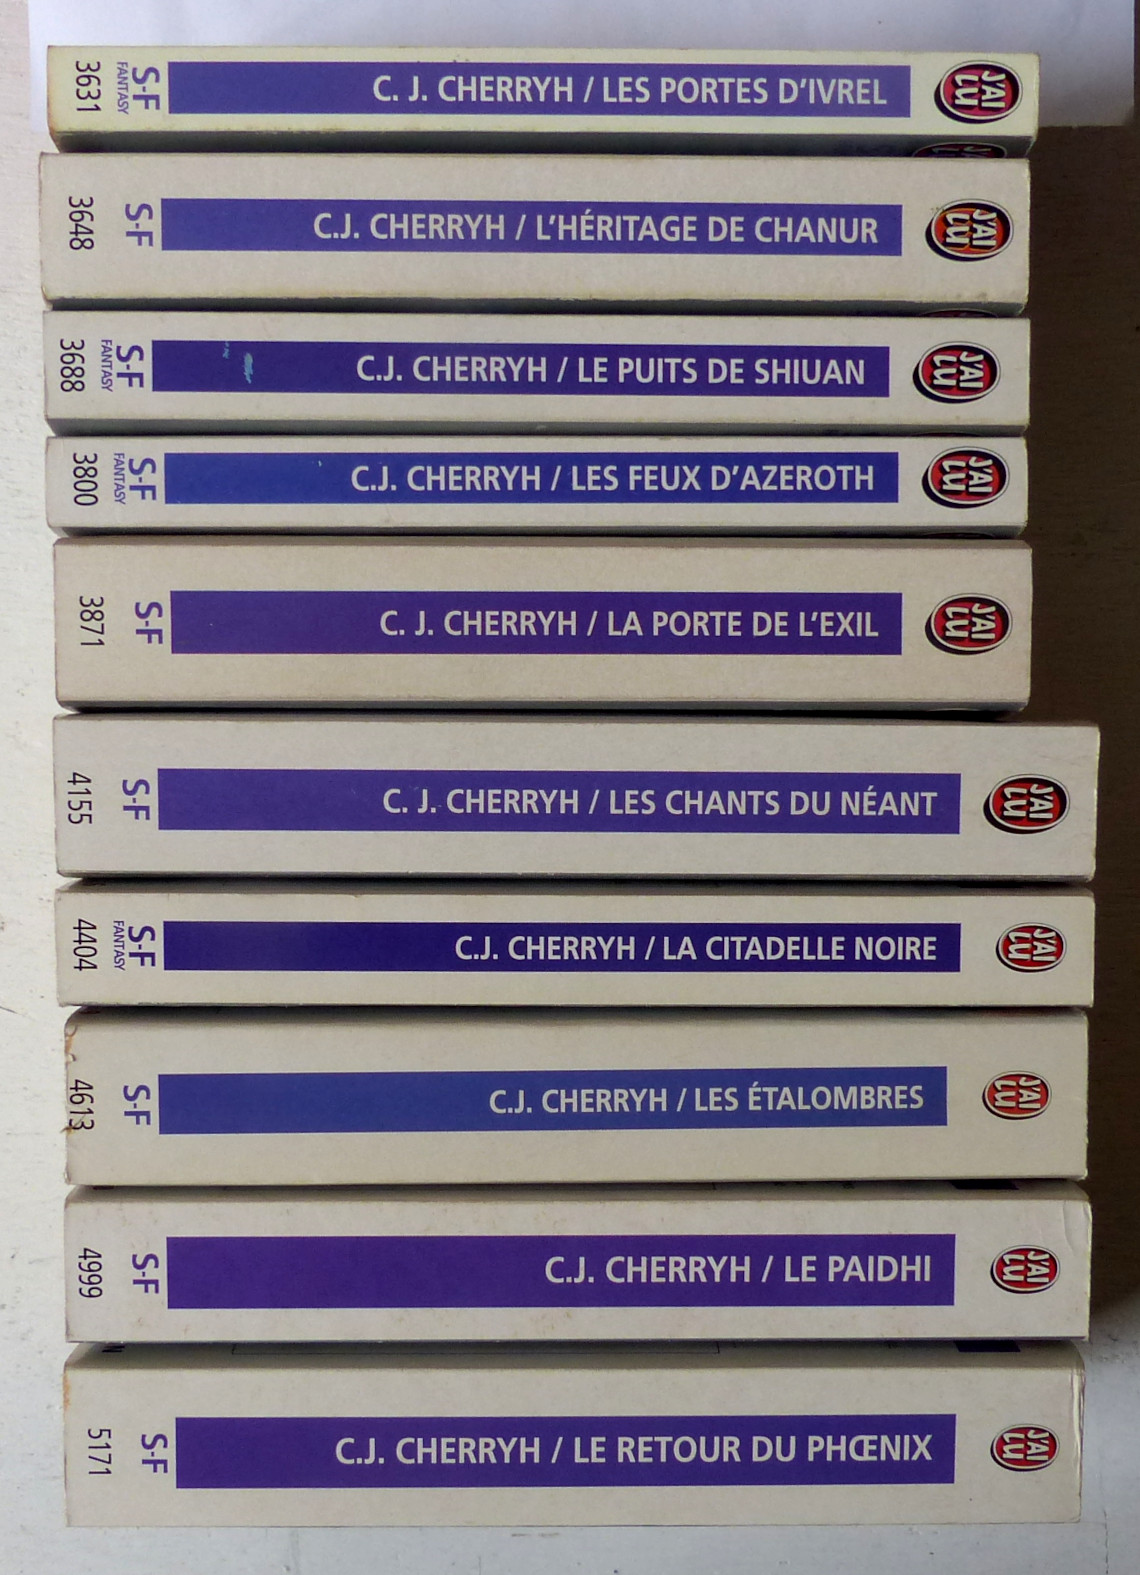 3631 S-F FANTASY C. J. CHERRYH / LES PORTES D'IVREL J'AI LU
3648 S-F C.J. CHERRYH / L'HÉRITAGE DE CHANUR J'AI LU
3688 S-F FANTASY C.J. CHERRYH / LE PUITS DE SHIUAN J'AI LU
3800 S-F FANTASY C.J. CHERRYH / LES FEUX D'AZEROTH J'AI LU
3871 S-F C. J. CHERRYH / LA PORTE DE L'EXIL J'AI LU
4155 S-F C. J. CHERRYH / LES CHANTS DU NÉANT J'AI LU
4404 S-F FANTASY C.J. CHERRYH / LA CITADELLE NOIRE J'AI LU
4613 S-F C.J. CHERRYH / LES ÉTALOMBRES J'AI LU
4999 S-F C.J. CHERRYH / LE PAIDHI J'AI LU
5171 S-F C.J. CHERRYH / LE RETOUR DU PHŒNIX J'AI LU